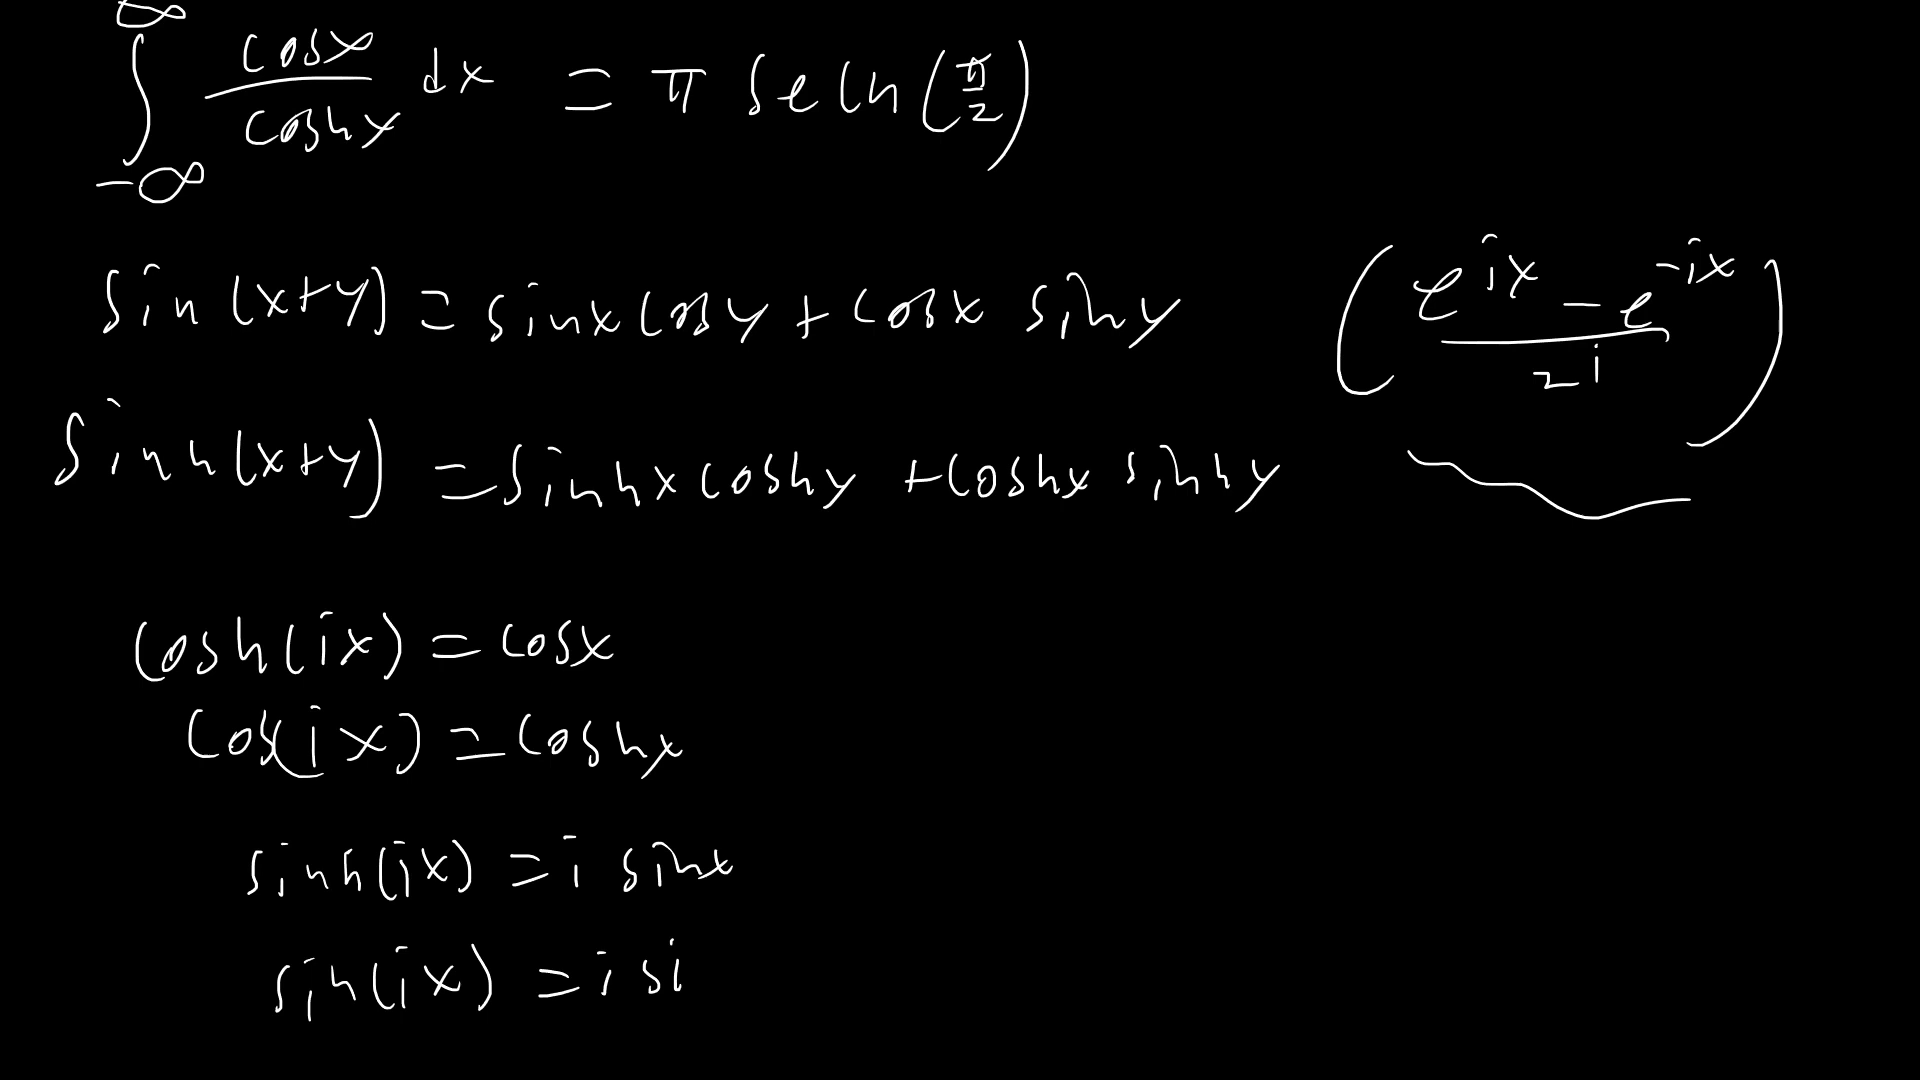 ∫_{-∞}^{∞} cosx/coshx dx = π sech(π/2)
sin(x+y) = sinx cosy + cosx siny
((e^{ix} - e^{-ix})/2i)
sinh(x+y) = sinhx coshy + coshx sinhy
cosh(ix) = cosx
cos(ix) = coshx
sinh(ix) = i sinx
sin(ix) = i si